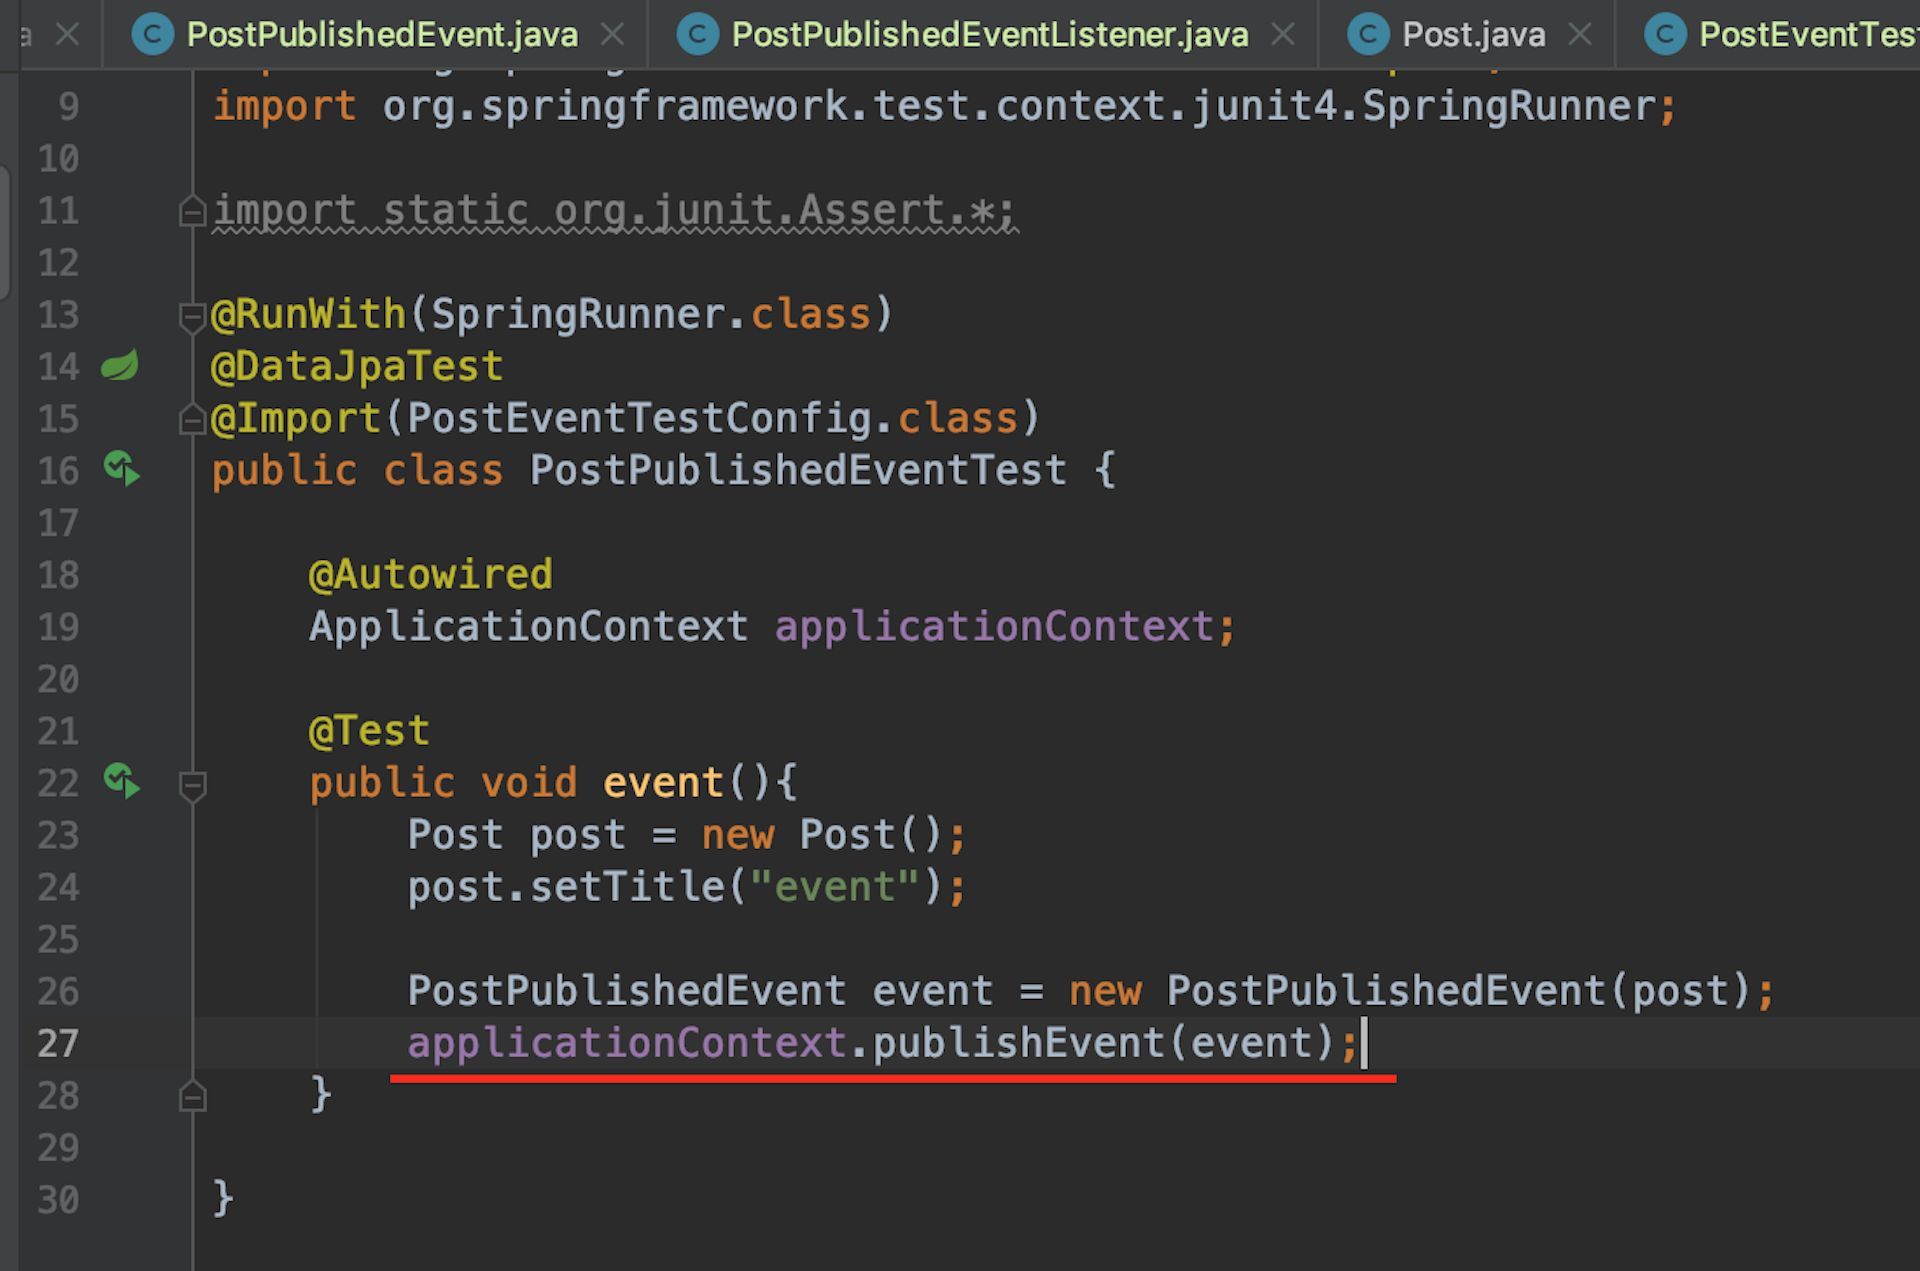 PostPublishedEvent.java PostPublishedEventListener.java Post.java
9 import org.springframework.test.context.junit4.SpringRunner;
10
11 import static org.junit.Assert.*;
12
13 @RunWith(SpringRunner.class)
14 @DataJpaTest
15 @Import(PostEventTestConfig.class)
16 public class PostPublishedEventTest {
17
18 @Autowired
19 ApplicationContext applicationContext;
20
21 @Test
22 public void event(){
23 Post post = new Post();
24 post.setTitle("event");
25
26 PostPublishedEvent event = new PostPublishedEvent(post);
27 applicationContext.publishEvent(event);
28 }
29
30 }